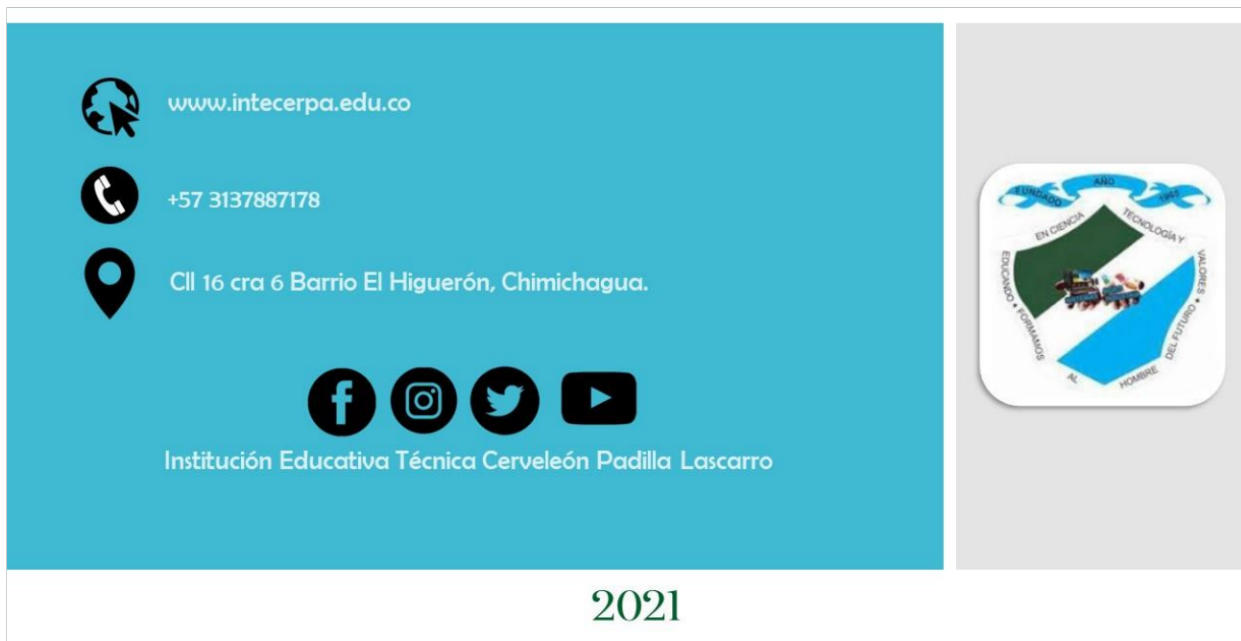 www.intecerpa.edu.co
+57 3137887178
Cll 16 cra 6 Barrio El Higuerón, Chimichagua.
Institución Educativa Técnica Cerveleón Padilla Lascarro
FUNDADO AÑO 1965
EDUCANDO • FORMAMOS AL HOMBRE DEL FUTURO • VALORES
EN CIENCIA TECNOLOGÍA Y
2021